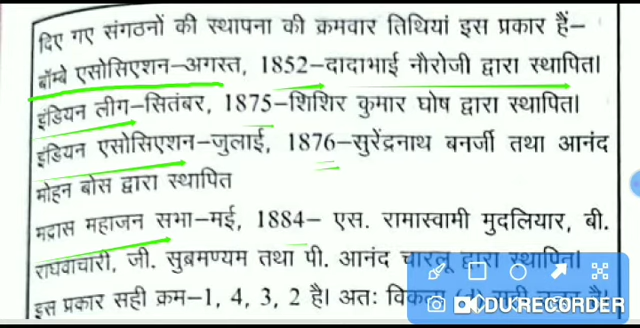 दिए गए संगठनों की स्थापना की क्रमवार तिथियां इस प्रकार हैं–
बॉम्बे एसोसिएशन–अगस्त, 1852–दादाभाई नौरोजी द्वारा स्थापित।
इंडियन लीग–सितंबर, 1875–शिशिर कुमार घोष द्वारा स्थापित।
इंडियन एसोसिएशन–जुलाई, 1876–सुरेंद्रनाथ बनर्जी तथा आनंद
मोहन बोस द्वारा स्थापित
मद्रास महाजन सभा–मई, 1884– एस. रामास्वामी मुदलियार, बी.
राघवाचारी, जी. सुब्रमण्यम तथा पी. आनंद चारलू द्वारा स्थापित।
इस प्रकार सही क्रम–1, 4, 3, 2 है। अतः
DU RECORDER